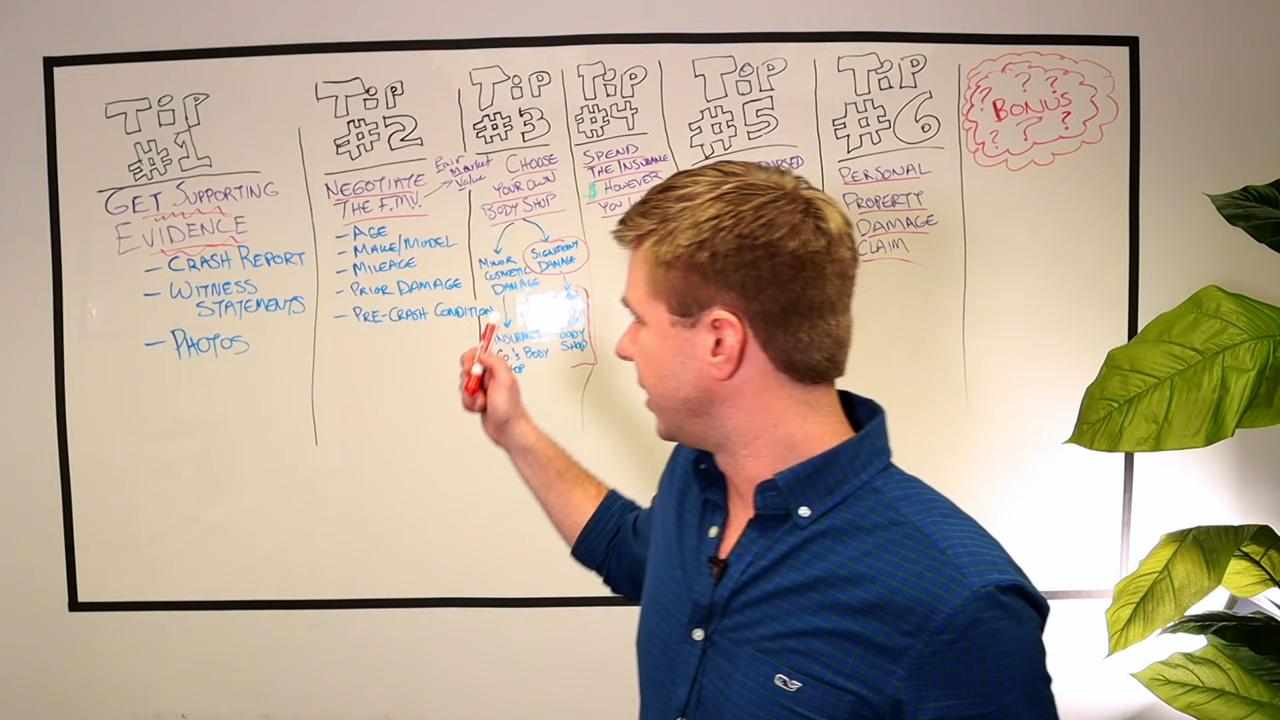 TiP
#1
GET SUPPORTING
EVIDENCE
- CRASH REPORT
- WITNESS
STATEMENTS
- PHOTOS
TiP
#2
NEGOTIATE
THE F.M.V.
Fair
Market
Value
- AGE
- MAKE/MODEL
- MILEAGE
- PRIOR DAMAGE
- PRE-CRASH CONDITION
TiP
#3
CHOOSE
YOUR OWN
BODY SHOP
MINOR
COSMETIC
DAMAGE
SIGNIFICANT
DAMAGE
BODY
SHOP
Co's BODY
TiP
#4
SPEND
THE INSURANCE
$ HOWEVER
TiP
#5
TiP
#6
PERSONAL
PROPERTY
DAMAGE
CLAIM
? ? ?
? BONUS ?
? ? ?